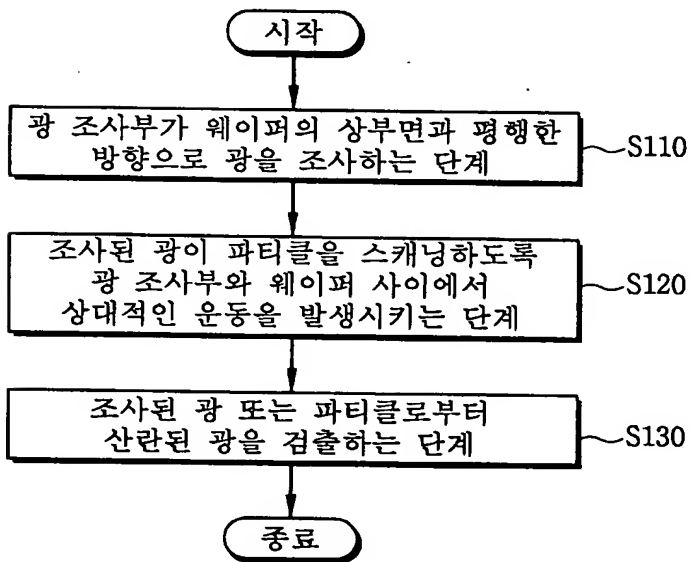 시작
광 조사부가 웨이퍼의 상부면과 평행한
방향으로 광을 조사하는 단계
S110
조사된 광이 파티클을 스캐닝하도록
광 조사부와 웨이퍼 사이에서
상대적인 운동을 발생시키는 단계
S120
조사된 광 또는 파티클로부터
산란된 광을 검출하는 단계
S130
종료